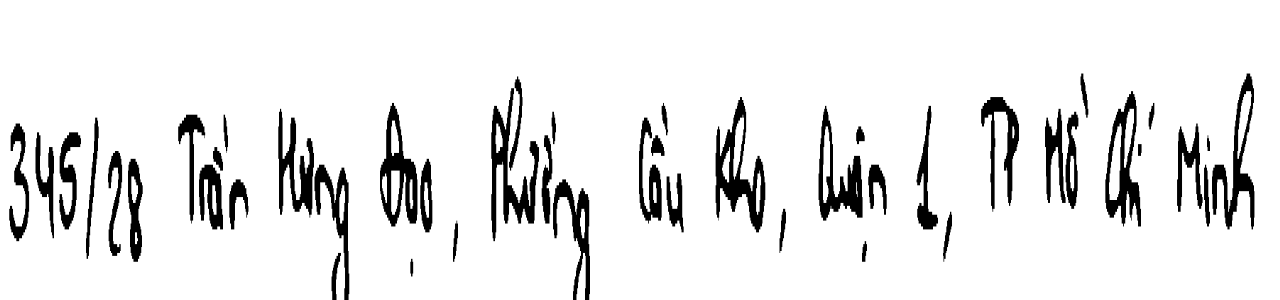 345/28 Trần Hưng Đạo, Phường Cầu Kho, Quận 1, TP Hồ Chí Minh